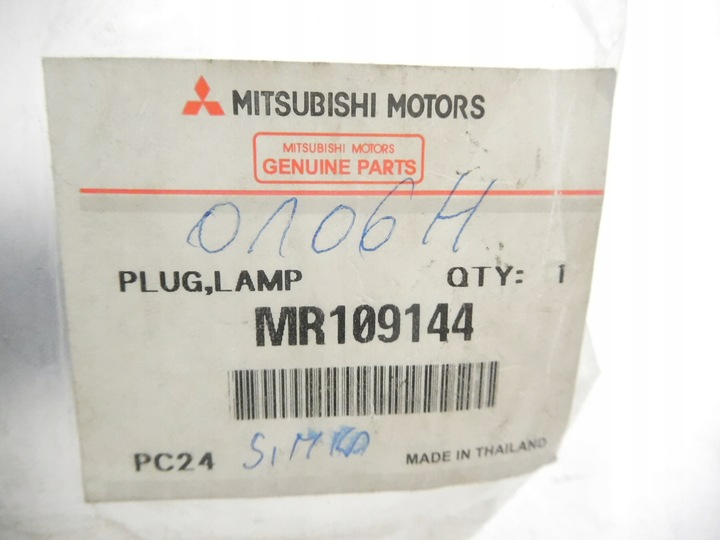 MITSUBISHI MOTORS
MITSUBISHI MOTORS
GENUINE PARTS
0106H
PLUG,LAMP QTY: 1
MR109144
PC24 MADE IN THAILAND